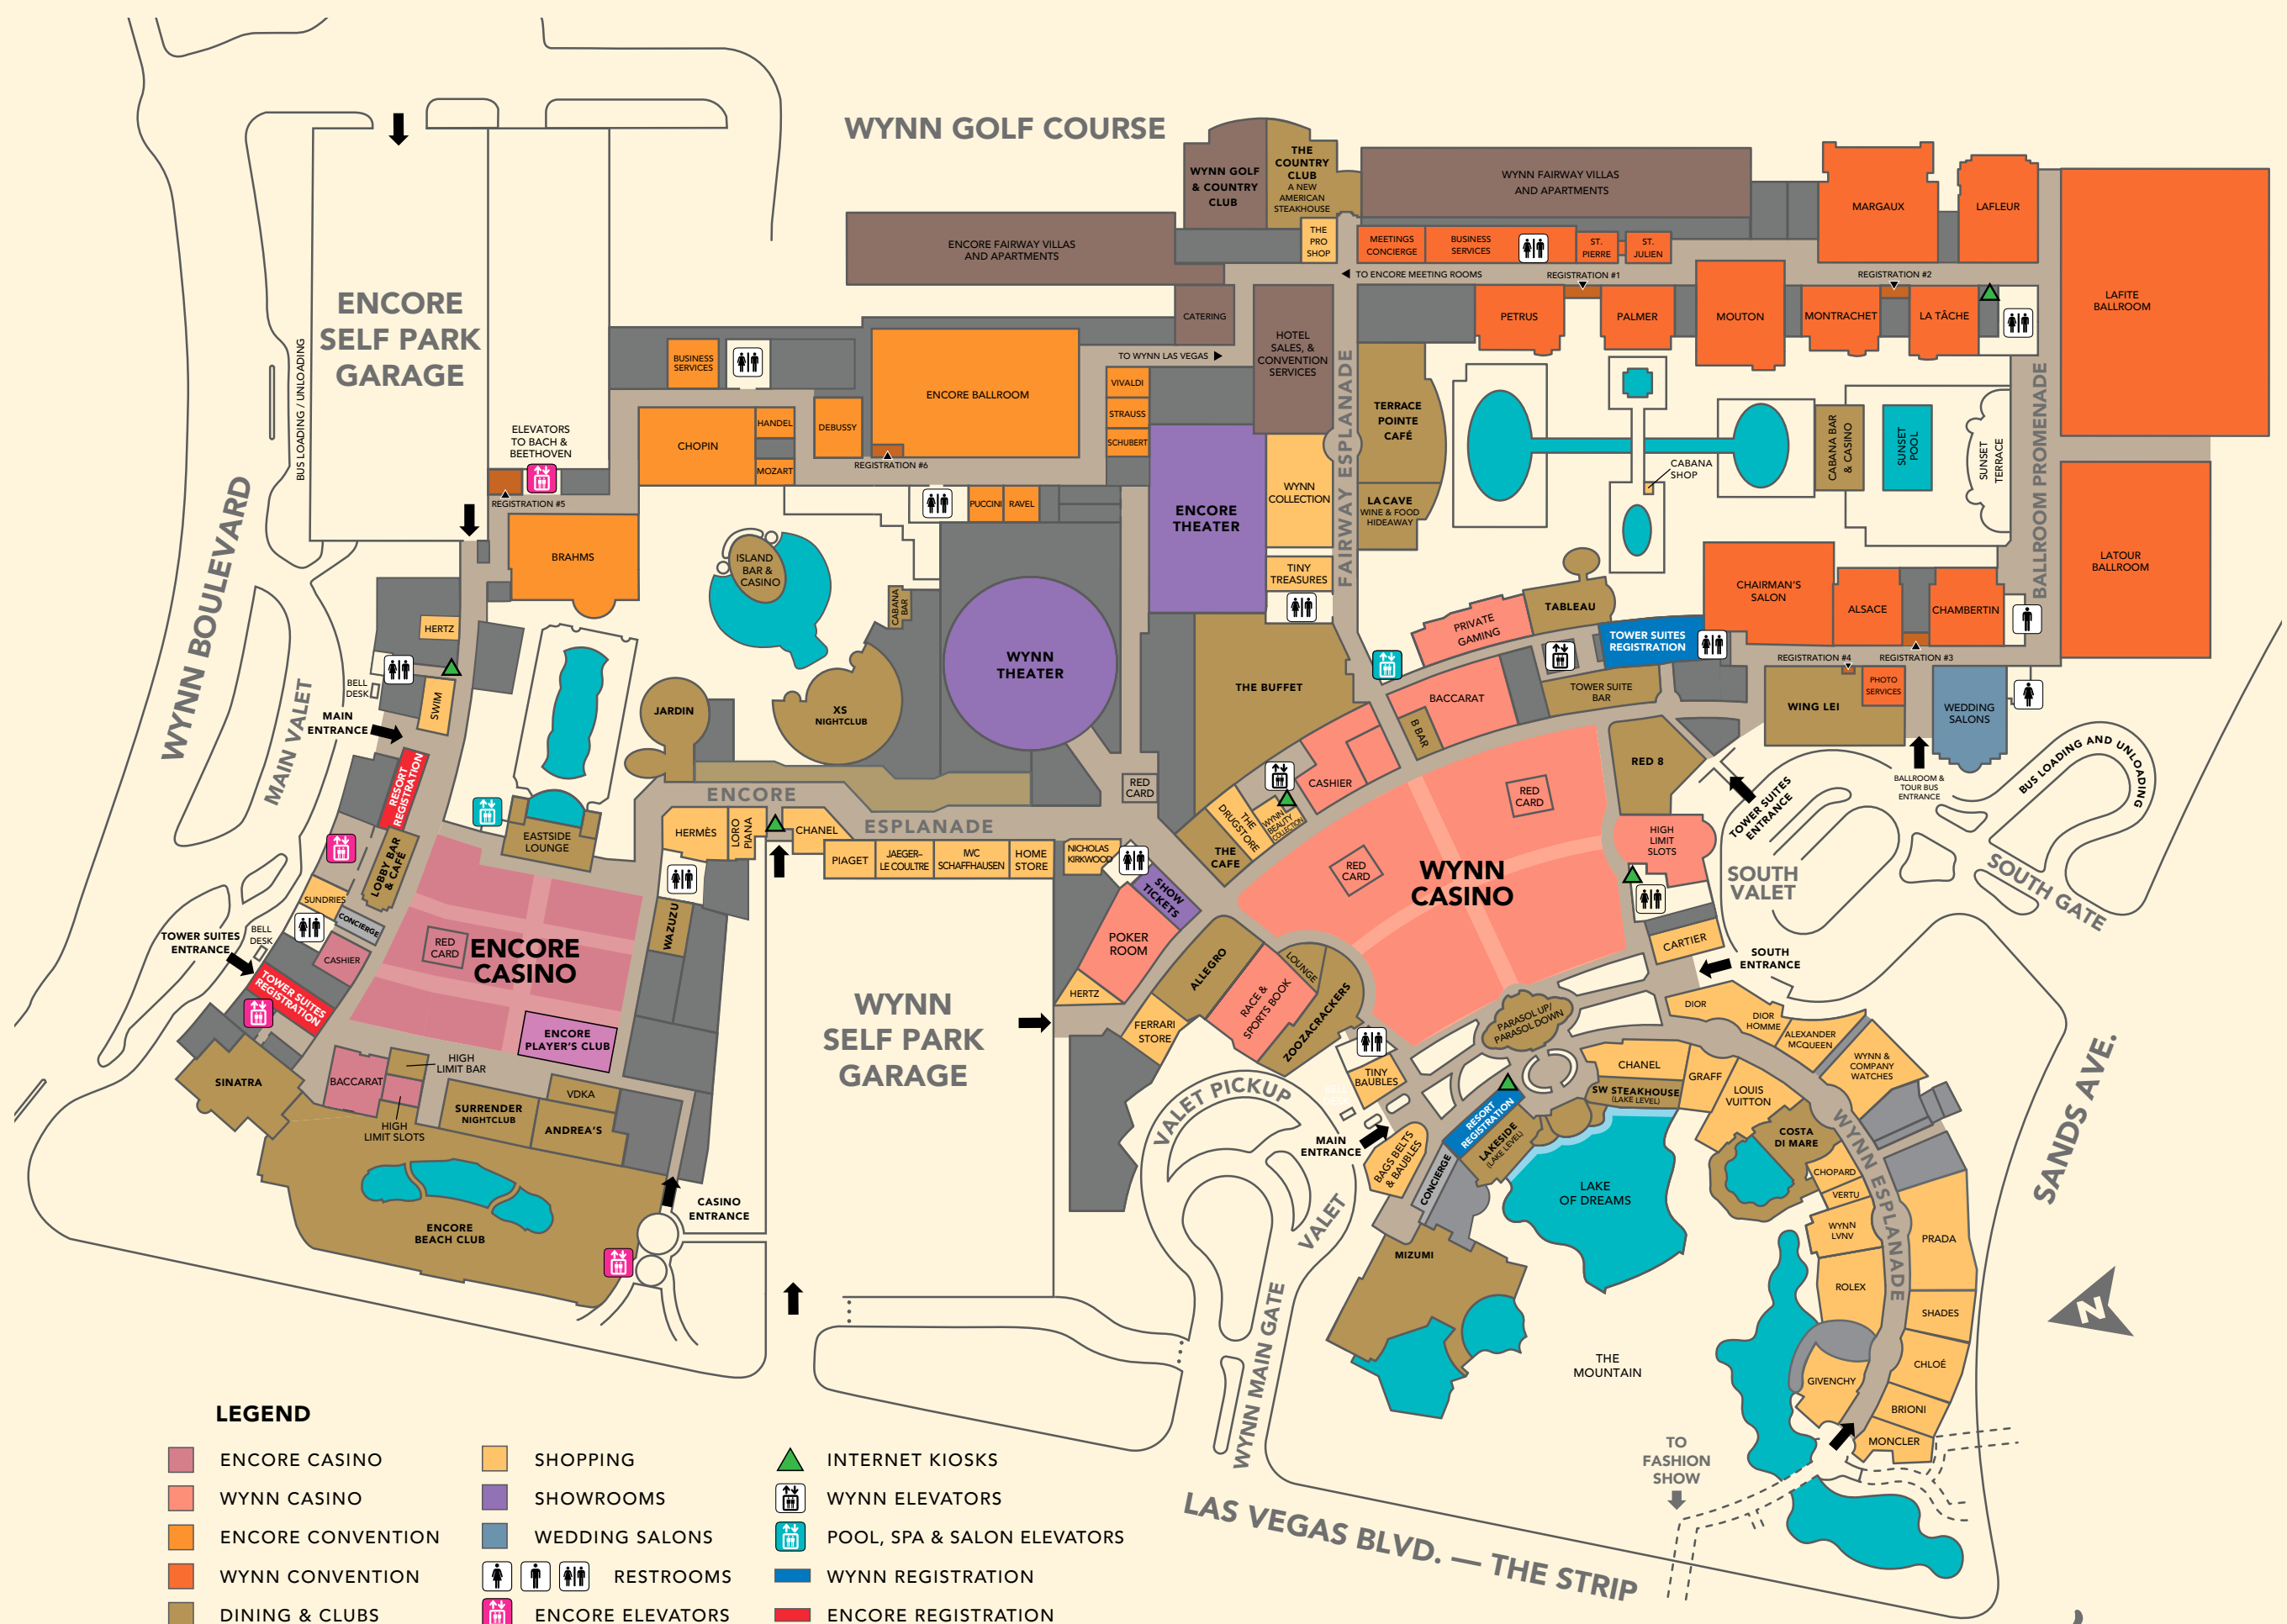 WYNN GOLF COURSE
WYNN GOLF
& COUNTRY
CLUB
THE
COUNTRY
CLUB
A NEW
AMERICAN
STEAKHOUSE
THE
PRO
SHOP
WYNN FAIRWAY VILLAS
AND APARTMENTS
ENCORE FAIRWAY VILLAS
AND APARTMENTS
MEETINGS
CONCIERGE
BUSINESS
SERVICES
ST.
PIERRE
ST.
JULIEN
MARGAUX
LAFLEUR
LAFITE
BALLROOM
TO ENCORE MEETING ROOMS
REGISTRATION #1
REGISTRATION #2
PETRUS
PALMER
MOUTON
MONTRACHET
LA TÂCHE
CATERING
HOTEL
SALES, &
CONVENTION
SERVICES
TO WYNN LAS VEGAS
ENCORE
SELF PARK
GARAGE
BUS LOADING / UNLOADING
BUSINESS
SERVICES
ENCORE BALLROOM
VIVALDI
STRAUSS
SCHUBERT
CHOPIN
HANDEL
MOZART
DEBUSSY
REGISTRATION #6
ELEVATORS
TO BACH &
BEETHOVEN
REGISTRATION #5
BRAHMS
PUCCINI
RAVEL
ENCORE
THEATER
WYNN
COLLECTION
TINY
TREASURES
FAIRWAY ESPLANADE
TERRACE
POINTE
CAFÉ
LA CAVE
WINE & FOOD
HIDEAWAY
CABANA
SHOP
CABANA BAR
& CASINO
SUNSET
POOL
SUNSET
TERRACE
BALLROOM PROMENADE
LATOUR
BALLROOM
CHAIRMAN'S
SALON
ALSACE
CHAMBERTIN
REGISTRATION #4
REGISTRATION #3
PHOTO
SERVICES
WING LEI
WEDDING
SALONS
BALLROOM &
TOUR BUS
ENTRANCE
BUS LOADING AND UNLOADING
WYNN BOULEVARD
MAIN VALET
HERTZ
BELL
DESK
SWIM
MAIN
ENTRANCE
RESORT
REGISTRATION
ISLAND
BAR &
CASINO
CABANA
BAR
XS
NIGHTCLUB
JARDIN
WYNN
THEATER
THE BUFFET
PRIVATE
GAMING
TABLEAU
TOWER SUITES
REGISTRATION
BACCARAT
TOWER SUITE
BAR
B BAR
CASHIER
RED 8
TOWER SUITES
ENTRANCE
HIGH
LIMIT
SLOTS
SOUTH
VALET
SOUTH GATE
CARTIER
SOUTH
ENTRANCE
RED
CARD
RED
CARD
RED
CARD
WYNN
CASINO
THE
DRUGSTORE
WYNN
BEAUTY
COLLECTION
THE
CAFE
ENCORE
ESPLANADE
EASTSIDE
LOUNGE
HERMÈS
LORO
PIANA
CHANEL
PIAGET
JAEGER–
LE COULTRE
IWC
SCHAFFHAUSEN
HOME
STORE
NICHOLAS
KIRKWOOD
SHOW
TICKETS
POKER
ROOM
HERTZ
LOBBY BAR
& CAFÉ
SUNDRIES
CONCIERGE
CASHIER
BELL
DESK
TOWER SUITES
ENTRANCE
TOWER SUITES
REGISTRATION
RED
CARD
ENCORE
CASINO
WAZUZU
ENCORE
PLAYER'S CLUB
SINATRA
BACCARAT
HIGH
LIMIT BAR
HIGH
LIMIT SLOTS
SURRENDER
NIGHTCLUB
VDKA
ANDREA'S
ENCORE
BEACH CLUB
CASINO
ENTRANCE
WYNN
SELF PARK
GARAGE
FERRARI
STORE
ALLEGRO
RACE &
SPORTS BOOK
LOUNGE
ZOOZACRACKERS
TINY
BAUBLES
VALET PICKUP
VALET
MAIN
ENTRANCE
BAGS BELTS
& BAUBLES
CONCIERGE
RESORT
REGISTRATION
LAKESIDE
(LAKE LEVEL)
PARASOL UP/
PARASOL DOWN
SW STEAKHOUSE
(LAKE LEVEL)
CHANEL
GRAFF
LOUIS
VUITTON
DIOR
DIOR
HOMME
ALEXANDER
MCQUEEN
WYNN &
COMPANY
WATCHES
COSTA
DI MARE
CHOPARD
VERTU
WYNN
LVNV
ROLEX
GIVENCHY
PRADA
SHADES
CHLOÉ
BRIONI
MONCLER
WYNN ESPLANADE
LAKE
OF DREAMS
MIZUMI
THE
MOUNTAIN
SANDS AVE.
N
TO
FASHION
SHOW
WYNN MAIN GATE
LAS VEGAS BLVD. — THE STRIP
LEGEND
ENCORE CASINO
WYNN CASINO
ENCORE CONVENTION
WYNN CONVENTION
DINING & CLUBS
SHOPPING
SHOWROOMS
WEDDING SALONS
RESTROOMS
ENCORE ELEVATORS
INTERNET KIOSKS
WYNN ELEVATORS
POOL, SPA & SALON ELEVATORS
WYNN REGISTRATION
ENCORE REGISTRATION